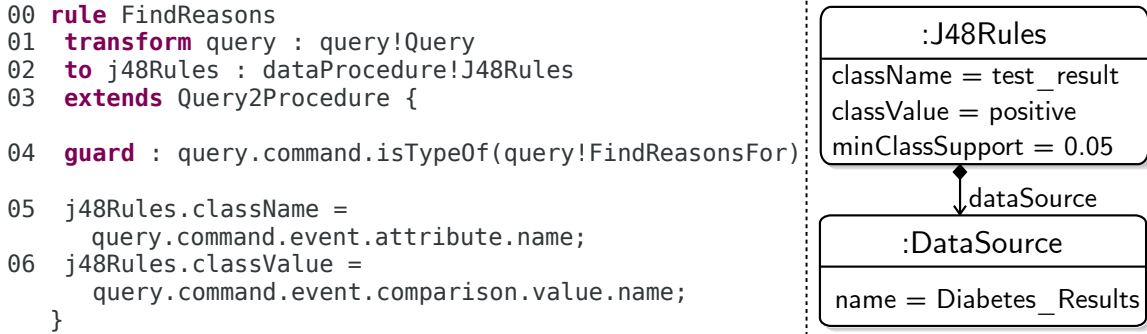 00 rule FindReasons
01 transform query : query!Query
02 to j48Rules : dataProcedure!J48Rules
03 extends Query2Procedure {
04 guard : query.command.isTypeOf(query!FindReasonsFor)
05 j48Rules.className =
query.command.event.attribute.name;
06 j48Rules.classValue =
query.command.event.comparison.value.name;
}
:J48Rules
className = test_result
classValue = positive
minClassSupport = 0.05
dataSource
:DataSource
name = Diabetes_Results